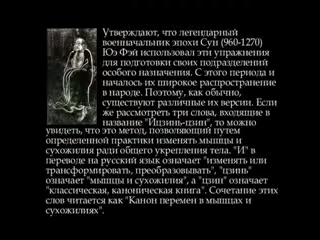 Утверждают, что легендарный
военначальник эпохи Сун (960-1270)
Юэ Фэй использовал эти упражнения
для подготовки своих подразделений
особого назначения. С этого периода и
началось их широкое распространение
в народе. Поэтому, как обычно,
существуют различные их версии. Если
же рассмотреть три слова, входящие в
название "Ицзинь-цзин", то можно
увидеть, что это метод, позволяющий путем
определенной практики изменять мышцы и
сухожилия ради общего укрепления тела. "И" в
переводе на русский язык означает "изменять или
трансформировать, преобразовывать", "цзинь"
означает "мышцы и сухожилия", а "цзин" означает
"классическая, каноническая книга". Сочетание этих
слов читается как "Канон перемен в мышцах и
сухожилиях".